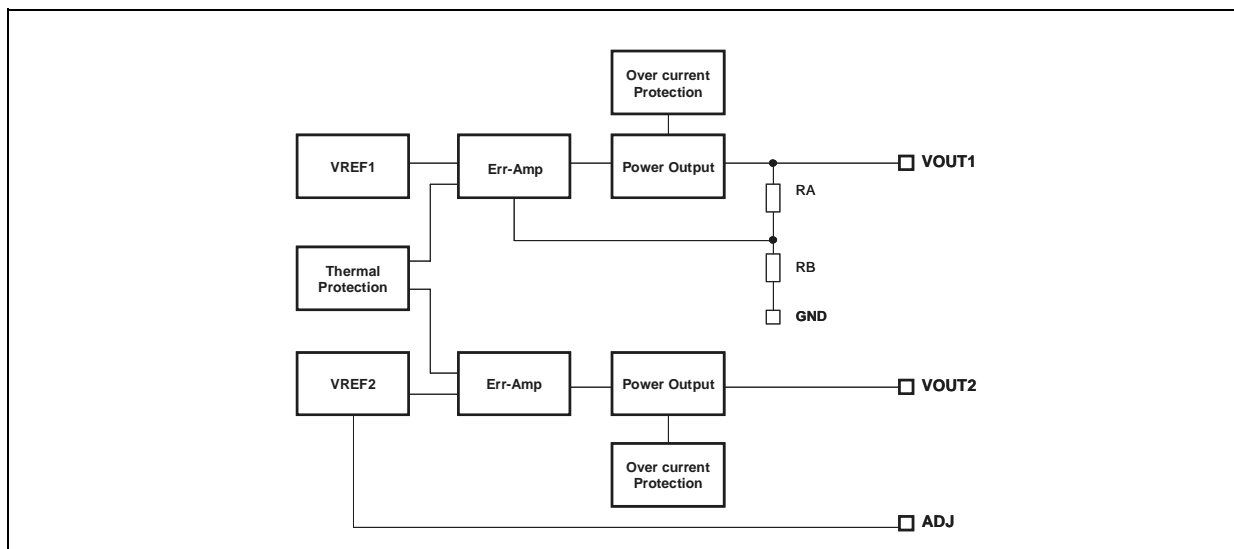 Over current
Protection
VREF1
Err-Amp
Power Output
VOUT1
RA
Thermal
Protection
RB
GND
VREF2
Err-Amp
Power Output
VOUT2
Over current
Protection
ADJ